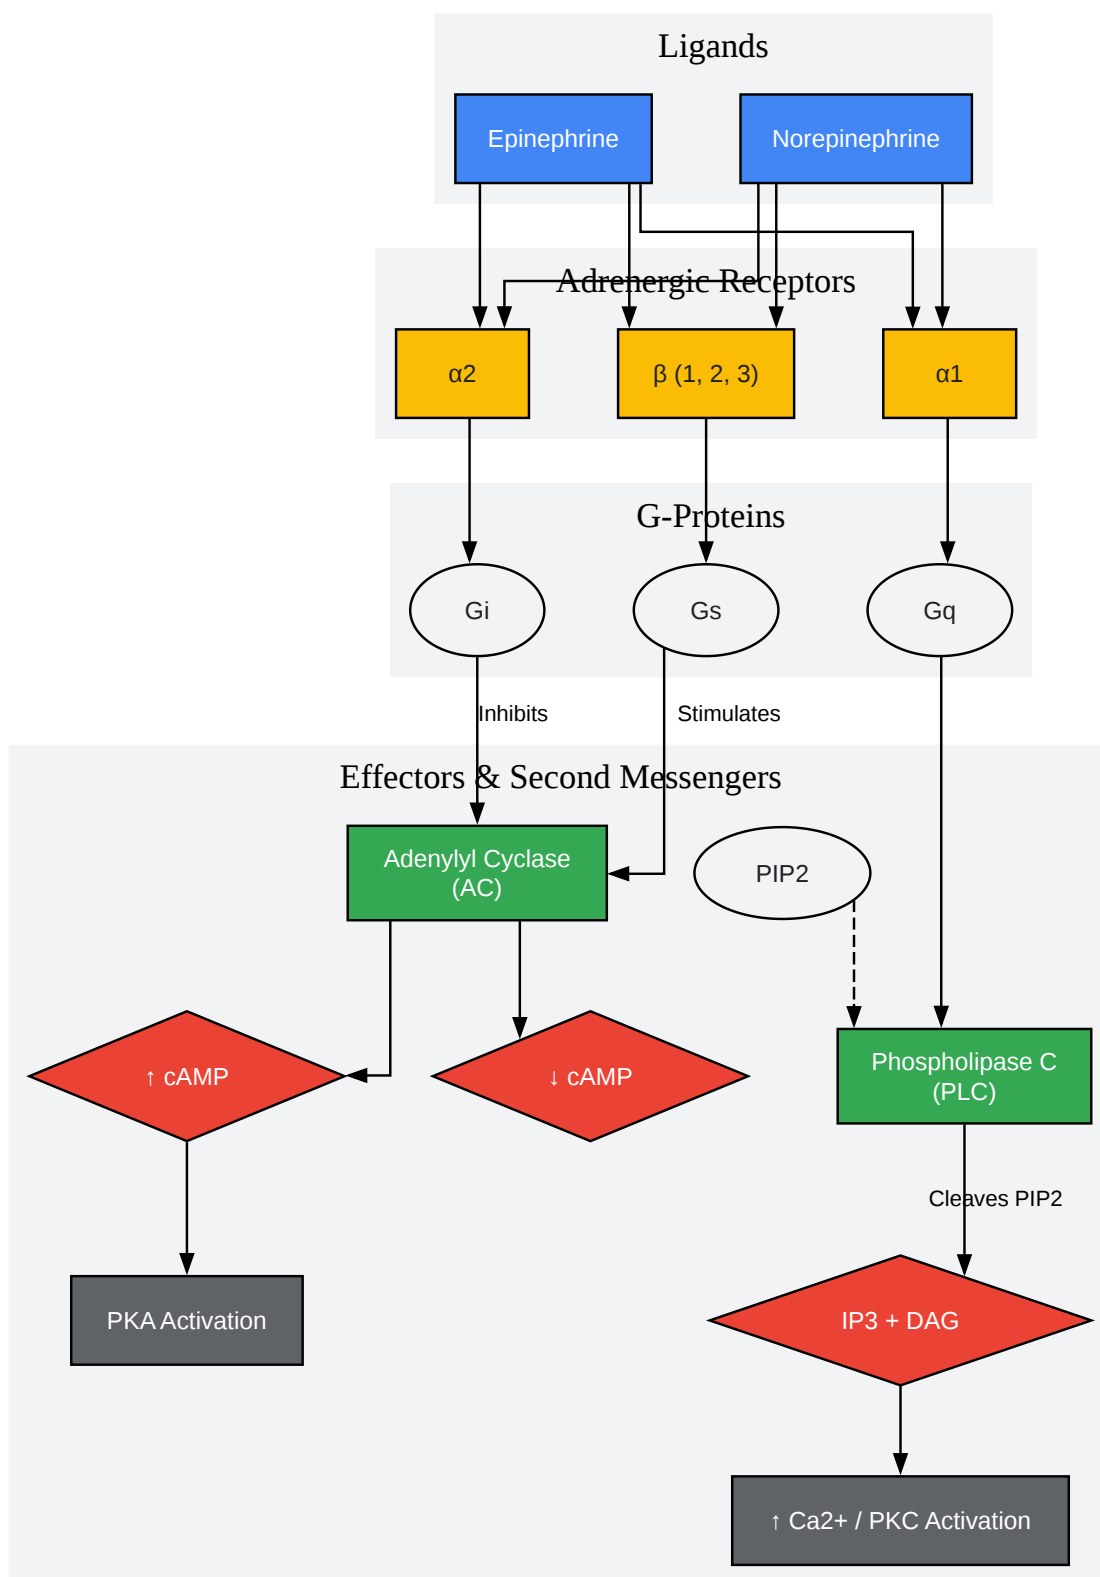 Ligands
Epinephrine
Norepinephrine
Adrenergic Receptors
α2
β (1, 2, 3)
α1
G-Proteins
Gi
Gs
Gq
Inhibits
Stimulates
Effectors & Second Messengers
Adenylyl Cyclase
(AC)
PIP2
↑ cAMP
↓ cAMP
Phospholipase C
(PLC)
Cleaves PIP2
PKA Activation
IP3 + DAG
↑ Ca2+ / PKC Activation